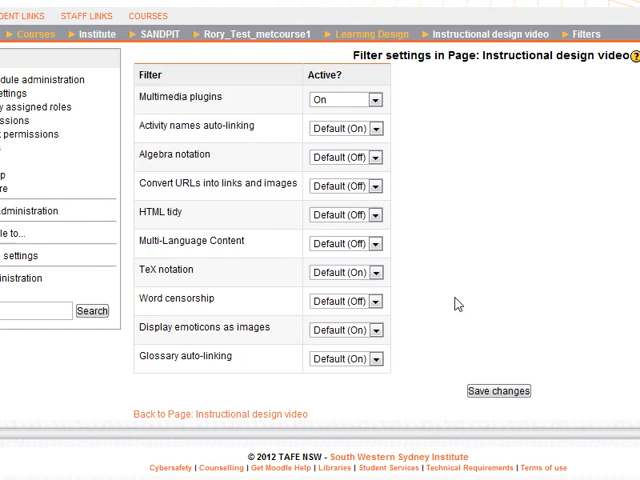 DENT LINKS STAFF LINKS COURSES
Courses Institute SANDPIT Rory_Test_metcourse1 Learning Design Instructional design video Filters
Filter settings in Page: Instructional design video
Filter Active?
dule administration
Multimedia plugins On
ettings
y assigned roles
ssions
Activity names auto-linking Default (On)
t permissions
Algebra notation Default (Off)
p
Convert URLs into links and images Default (Off)
re
dministration
HTML tidy Default (Off)
le to...
Multi-Language Content Default (Off)
settings
TeX notation Default (On)
inistration
Word censorship Default (Off)
Search
Display emoticons as images Default (On)
Glossary auto-linking Default (On)
Save changes
Back to Page: Instructional design video
© 2012 TAFE NSW - South Western Sydney Institute
Cybersafety | Counselling | Get Moodle Help | Libraries | Student Services | Technical Requirements | Terms of use